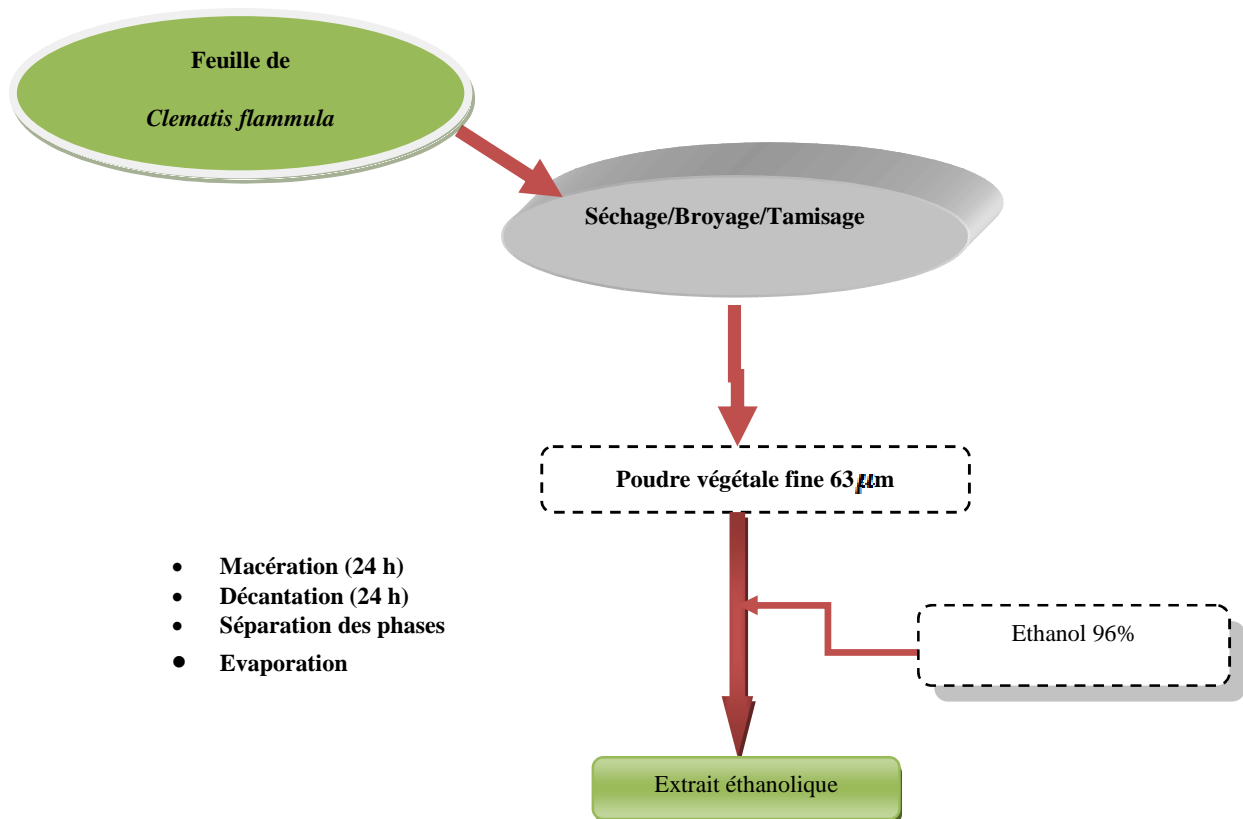 Feuille de
Clematis flammula
Séchage/Broyage/Tamisage
Poudre végétale fine 63 µm
• Macération (24 h)
• Décantation (24 h)
• Séparation des phases
• Evaporation
Ethanol 96%
Extrait éthanolique